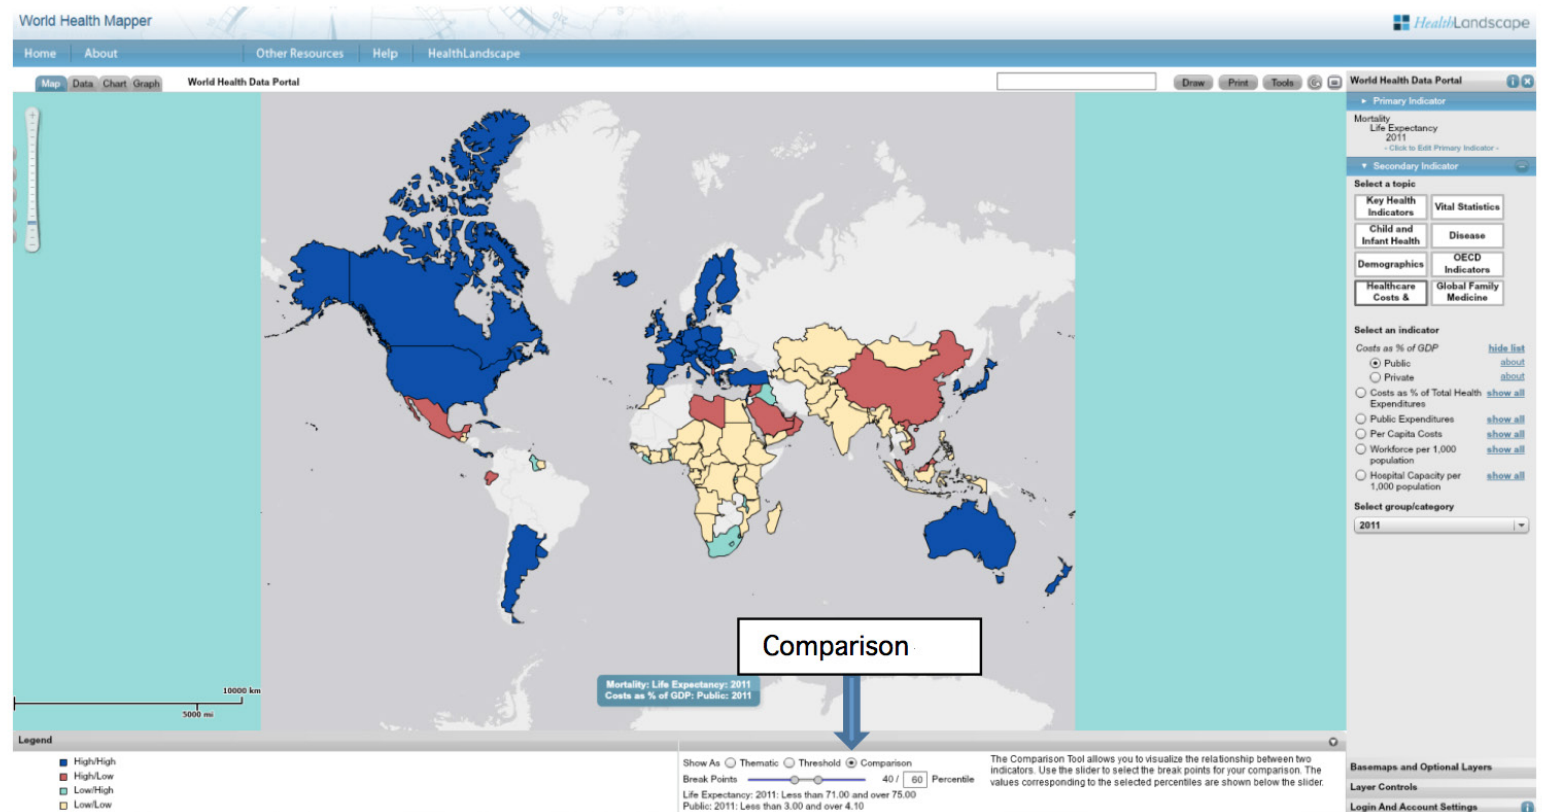 World Health Mapper
HealthLandscape
Home About Other Resources Help HealthLandscape
Map Data Chart Graph World Health Data Portal
Draw Print Tools
World Health Data Portal
Primary Indicator
Mortality
Life Expectancy
2011
- Click to Edit Primary Indicator -
Secondary Indicator
Select a topic
Key Health
Indicators
Vital Statistics
Child and
Infant Health
Disease
Demographics
OECD
Indicators
Healthcare
Costs &
Global Family
Medicine
Select an indicator
Costs as % of GDP hide list
Public about
Private about
Costs as % of Total Health show all
Expenditures
Public Expenditures show all
Per Capita Costs show all
Workforce per 1,000 show all
population
Hospital Capacity per show all
1,000 population
Select group/category
2011
Comparison
Mortality: Life Expectancy: 2011
Costs as % of GDP: Public: 2011
10000 km
5000 mi
Legend
High/High
High/Low
Low/High
Low/Low
Show As Thematic Threshold Comparison
Break Points 40 / 60 Percentile
Life Expectancy: 2011: Less than 71.00 and over 75.00
Public: 2011: Less than 3.00 and over 4.10
The Comparison Tool allows you to visualize the relationship between two
indicators. Use the slider to select the break points for your comparison. The
values corresponding to the selected percentiles are shown below the slider.
Basemaps and Optional Layers
Layer Controls
Login And Account Settings